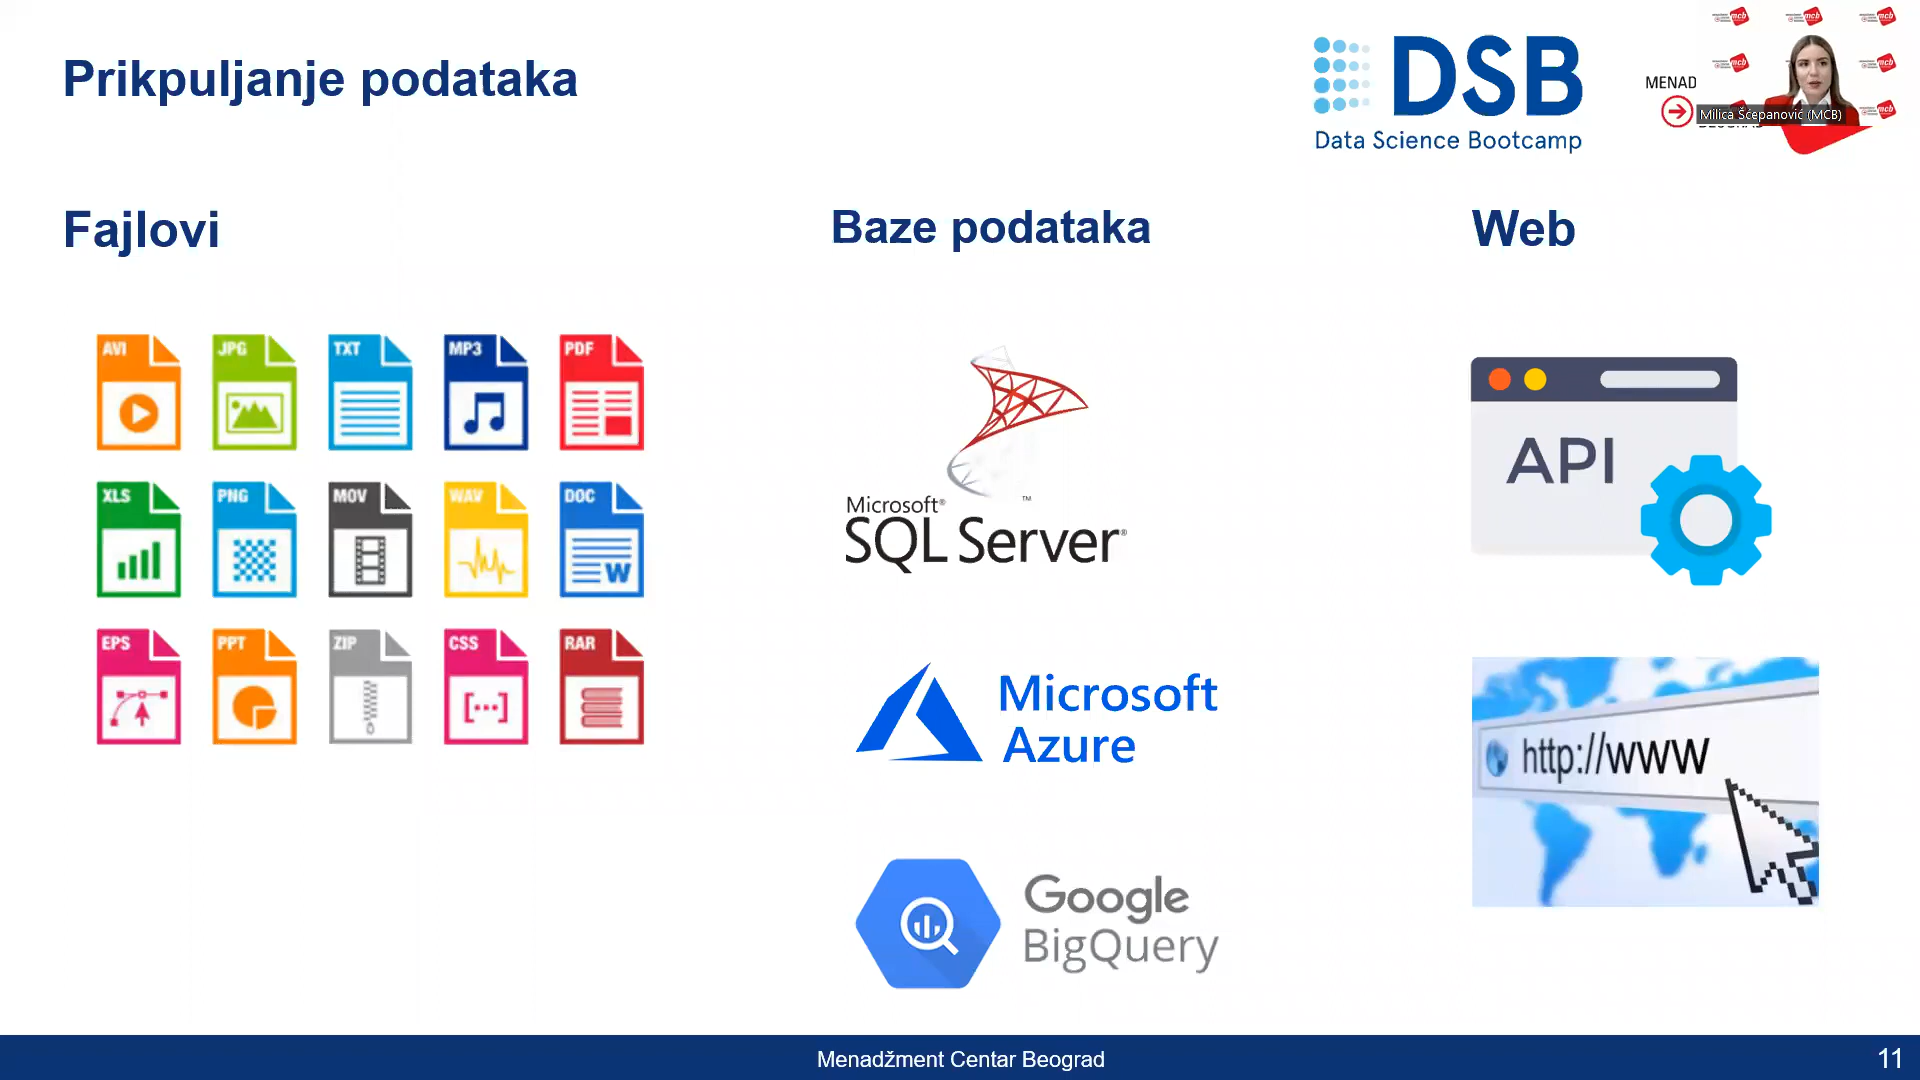 Prikpuljanje podataka
DSB
Data Science Bootcamp
MENAD
Milica Šćepanović (MCB)
Fajlovi
Baze podataka
Web
AVI
JPG
TXT
MP3
PDF
XLS
PNG
MOV
WAV
DOC
W
EPS
PPT
ZIP
CSS
[...]
RAR
Microsoft®
SQL Server®
™
Microsoft
Azure
Google
BigQuery
API
http://www
Menadžment Centar Beograd
11